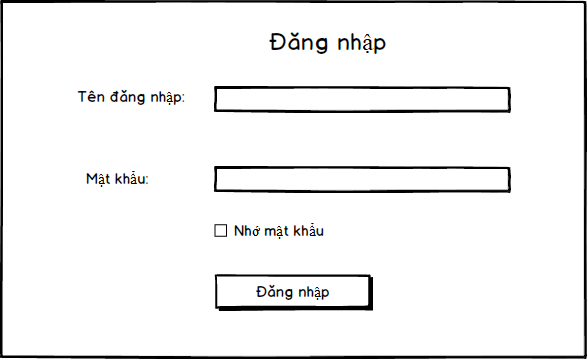 Đăng nhập
Tên đăng nhập:
Mật khẩu:
Nhớ mật khẩu
Đăng nhập